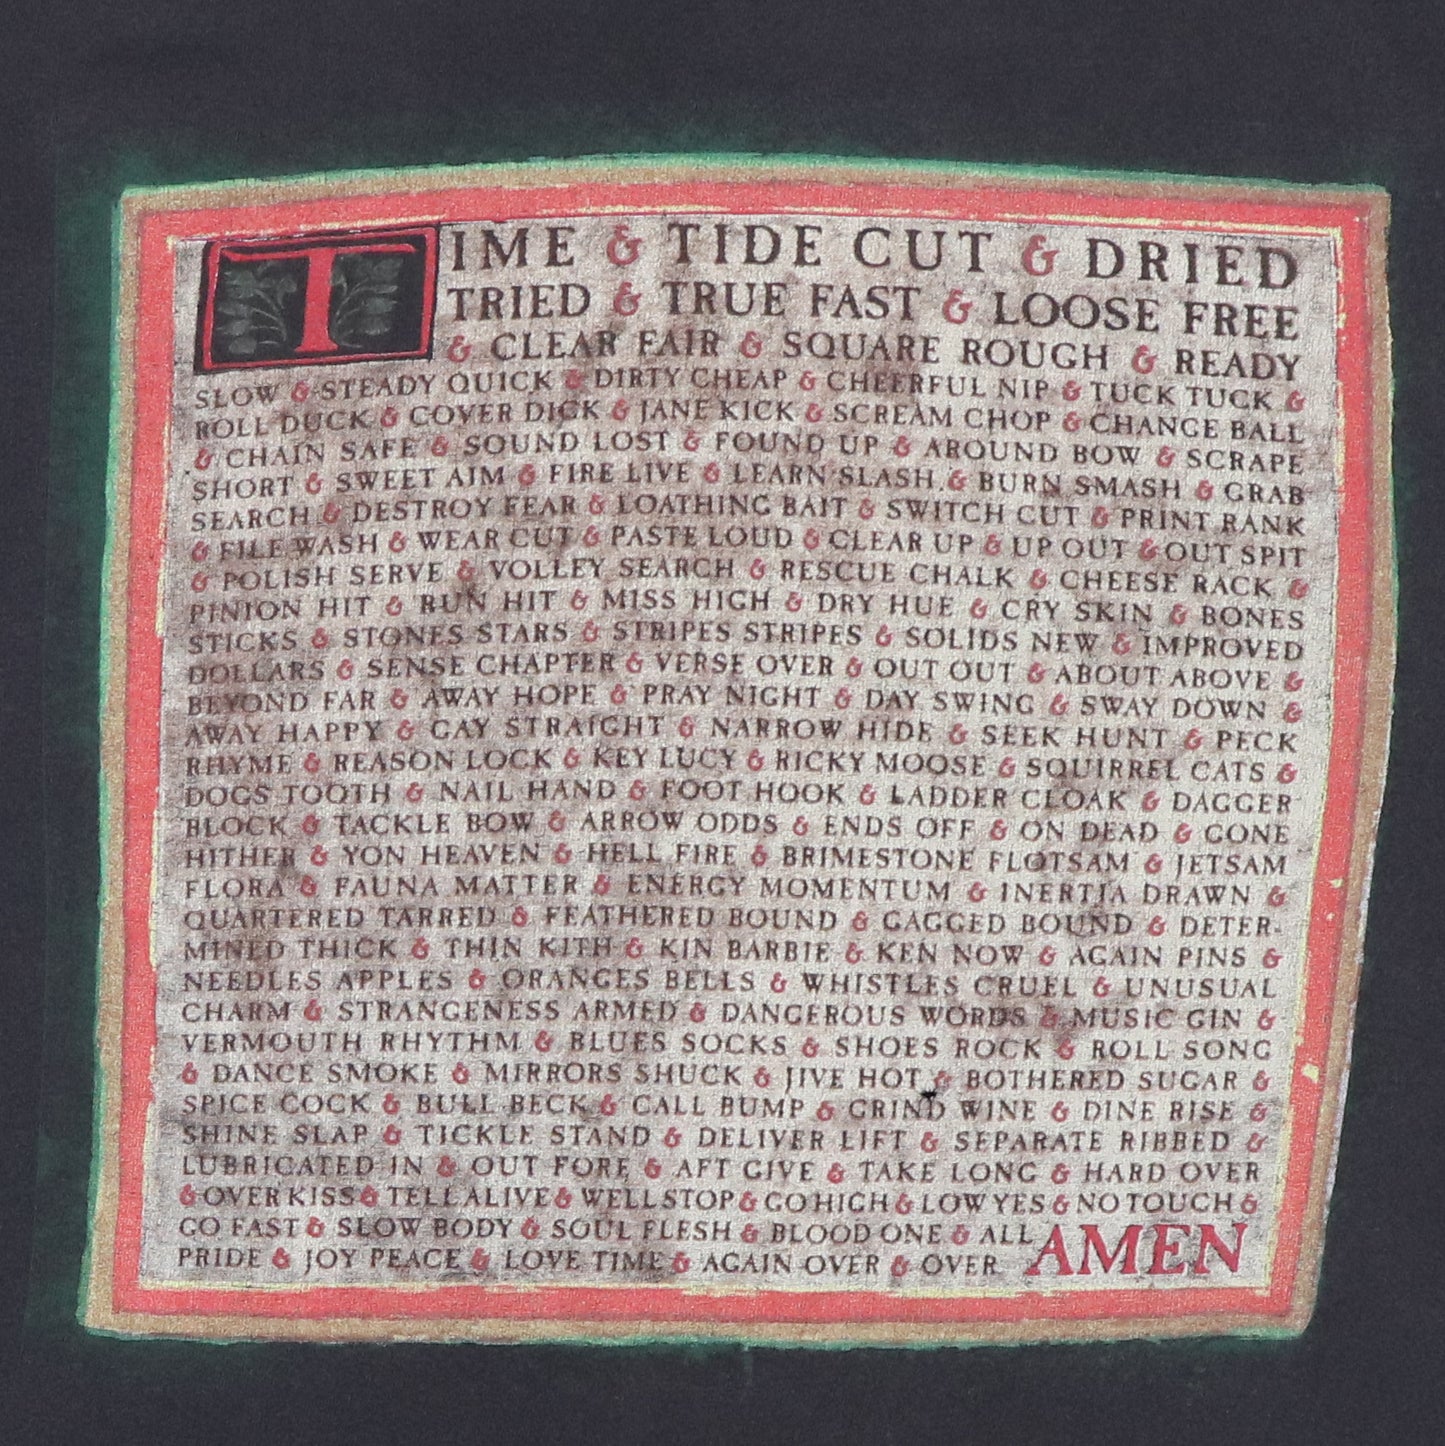 TIME & TIDE CUT & DRIED
TRIED & TRUE FAST & LOOSE FREE
& CLEAR FAIR & SQUARE ROUGH & READY
SLOW & STEADY QUICK & DIRTY CHEAP & CHEERFUL NIP & TUCK TUCK &
ROLL DUCK & COVER DICK & JANE KICK & SCREAM CHOP & CHANGE BALL
& CHAIN SAFE & SOUND LOST & FOUND UP & AROUND BOW & SCRAPE
SHORT & SWEET AIM & FIRE LIVE & LEARN SLASH & BURN SMASH & GRAB
SEARCH & DESTROY FEAR & LOATHING BAIT & SWITCH CUT & PRINT RANK
& FILE WASH & WEAR CUT & PASTE LOUD & CLEAR UP & UP OUT & OUT SPIT
& POLISH SERVE & VOLLEY SEARCH & RESCUE CHALK & CHEESE RACK &
PINION HIT & RUN HIT & MISS HIGH & DRY HUE & CRY SKIN & BONES
STICKS & STONES STARS & STRIPES STRIPES & SOLIDS NEW & IMPROVED
DOLLARS & SENSE CHAPTER & VERSE OVER & OUT OUT & ABOUT ABOVE &
BEYOND FAR & AWAY HOPE & PRAY NIGHT & DAY SWING & SWAY DOWN &
AWAY HAPPY & GAY STRAIGHT & NARROW HIDE & SEEK HUNT & PECK
RHYME & REASON LOCK & KEY LUCY & RICKY MOOSE & SQUIRREL CATS &
DOGS TOOTH & NAIL HAND & FOOT HOOK & LADDER CLOAK & DAGGER
BLOCK & TACKLE BOW & ARROW ODDS & ENDS OFF & ON DEAD & GONE
HITHER & YON HEAVEN & HELL FIRE & BRIMESTONE FLOTSAM & JETSAM
FLORA & FAUNA MATTER & ENERGY MOMENTUM & INERTIA DRAWN &
QUARTERED TARRED & FEATHERED BOUND & GAGGED BOUND & DETER-
MINED THICK & THIN KITH & KIN BARBIE & KEN NOW & AGAIN PINS &
NEEDLES APPLES & ORANGES BELLS & WHISTLES CRUEL & UNUSUAL
CHARM & STRANGENESS ARMED & DANGEROUS WORDS & MUSIC GIN &
VERMOUTH RHYTHM & BLUES SOCKS & SHOES ROCK & ROLL SONG
& DANCE SMOKE & MIRRORS SHUCK & JIVE HOT & BOTHERED SUGAR &
SPICE COCK & BULL BECK & CALL BUMP & GRIND WINE & DINE RISE &
SHINE SLAP & TICKLE STAND & DELIVER LIFT & SEPARATE RIBBED &
LUBRICATED IN & OUT FORE & AFT GIVE & TAKE LONG & HARD OVER
& OVER KISS & TELL ALIVE & WELL STOP & GO HIGH & LOW YES & NO TOUCH &
GO FAST & SLOW BODY & SOUL FLESH & BLOOD ONE & ALL
PRIDE & JOY PEACE & LOVE TIME & AGAIN OVER & OVER AMEN